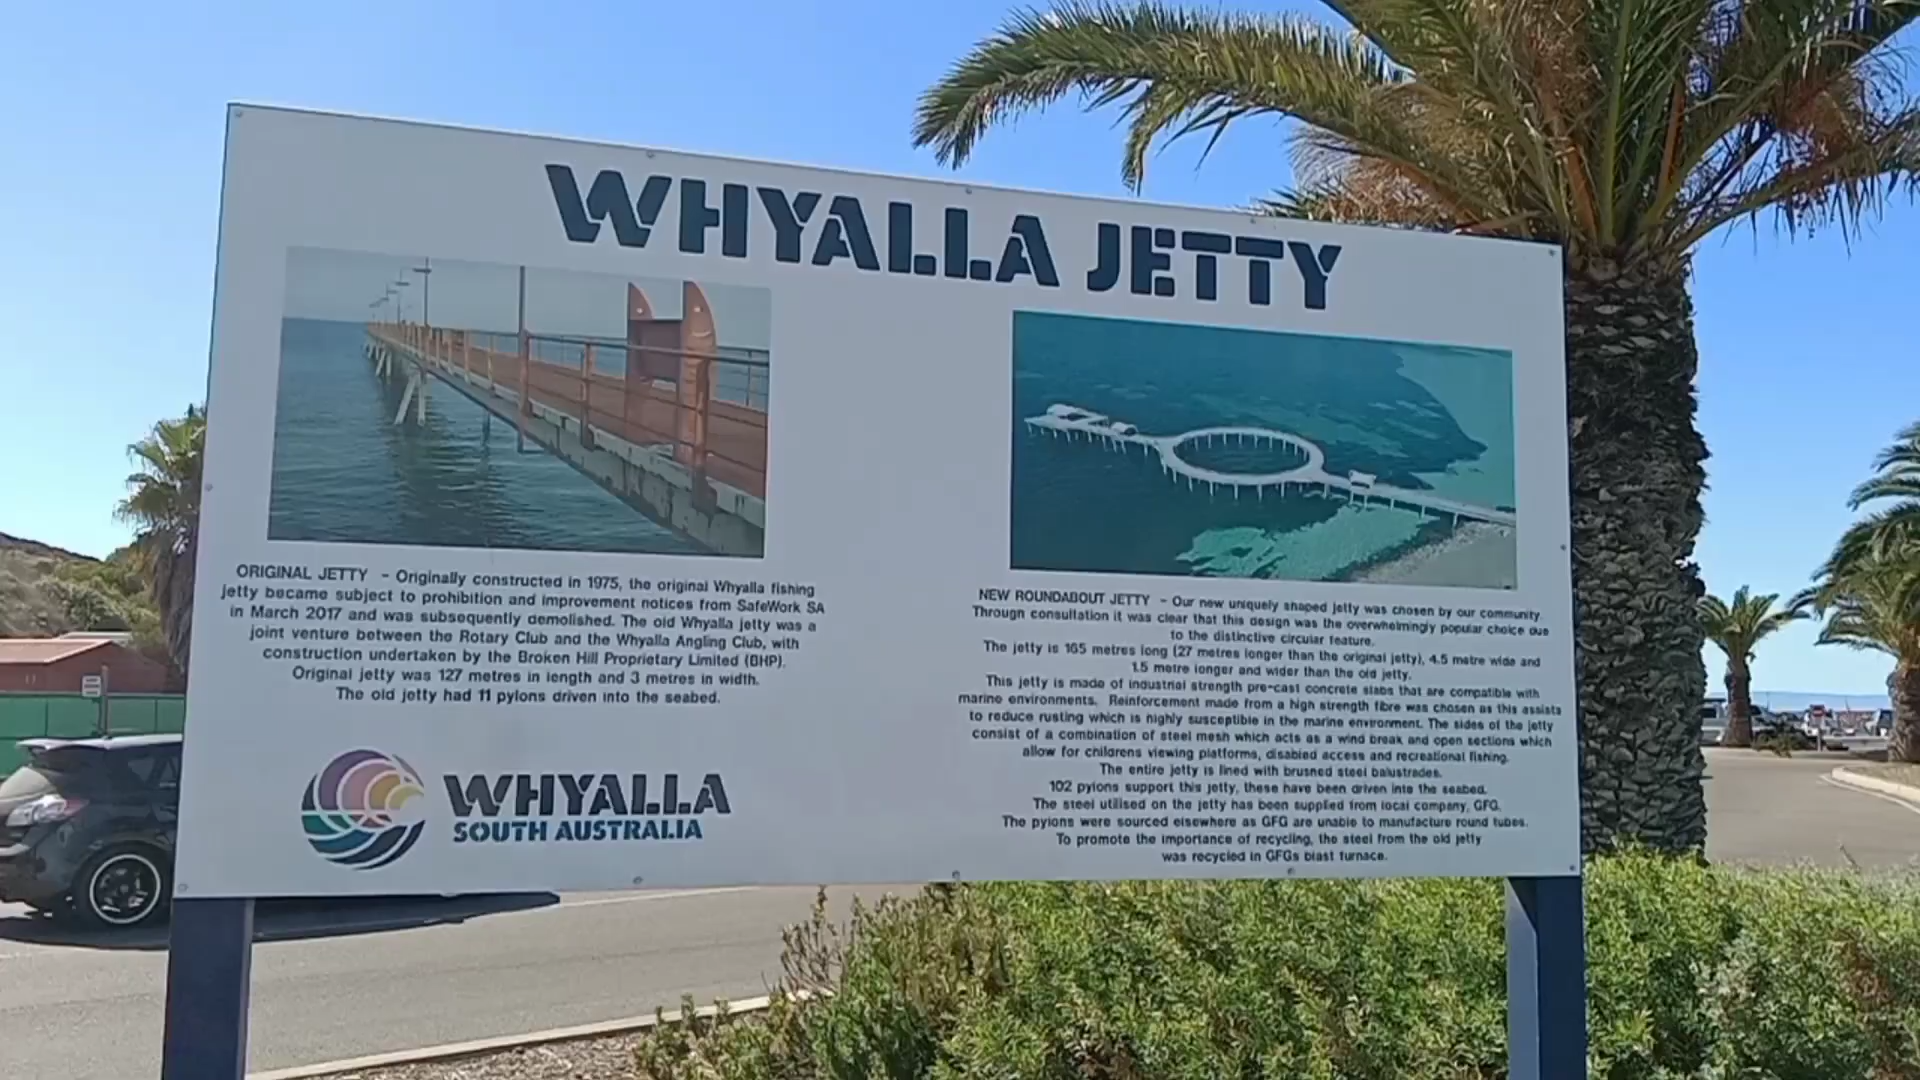 WHYALLA JETTY
ORIGINAL JETTY - Originally constructed in 1975, the original Whyalla fishing
jetty became subject to prohibition and improvement notices from SafeWork SA
in March 2017 and was subsequently demolished. The old Whyalla jetty was a
joint venture between the Rotary Club and the Whyalla Angling Club, with
construction undertaken by the Broken Hill Proprietary Limited (BHP).
Original jetty was 127 metres in length and 3 metres in width.
The old jetty had 11 pylons driven into the seabed.
WHYALLA
SOUTH AUSTRALIA
NEW ROUNDABOUT JETTY - Our new uniquely shaped jetty was chosen by our community.
Through consultation it was clear that this design was the overwhelmingly popular choice due
to the distinctive circular feature.
The jetty is 165 metres long (27 metres longer than the original jetty), 4.5 metre wide and
1.5 metre longer and wider than the old jetty.
This jetty is made of industrial strength pre-cast concrete slabs that are compatible with
marine environments. Reinforcement made from a high strength fibre was chosen as this assists
to reduce rusting which is highly susceptible in the marine environment. The sides of the jetty
consist of a combination of steel mesh which acts as a wind break and open sections which
allow for childrens viewing platforms, disabled access and recreational fishing.
The entire jetty is lined with brushed steel balustrades.
102 pylons support this jetty, these have been driven into the seabed.
The steel utilised on the jetty has been supplied from local company, GFG.
The pylons were sourced elsewhere as GFG are unable to manufacture round tubes.
To promote the importance of recycling, the steel from the old jetty
was recycled in GFGs blast furnace.